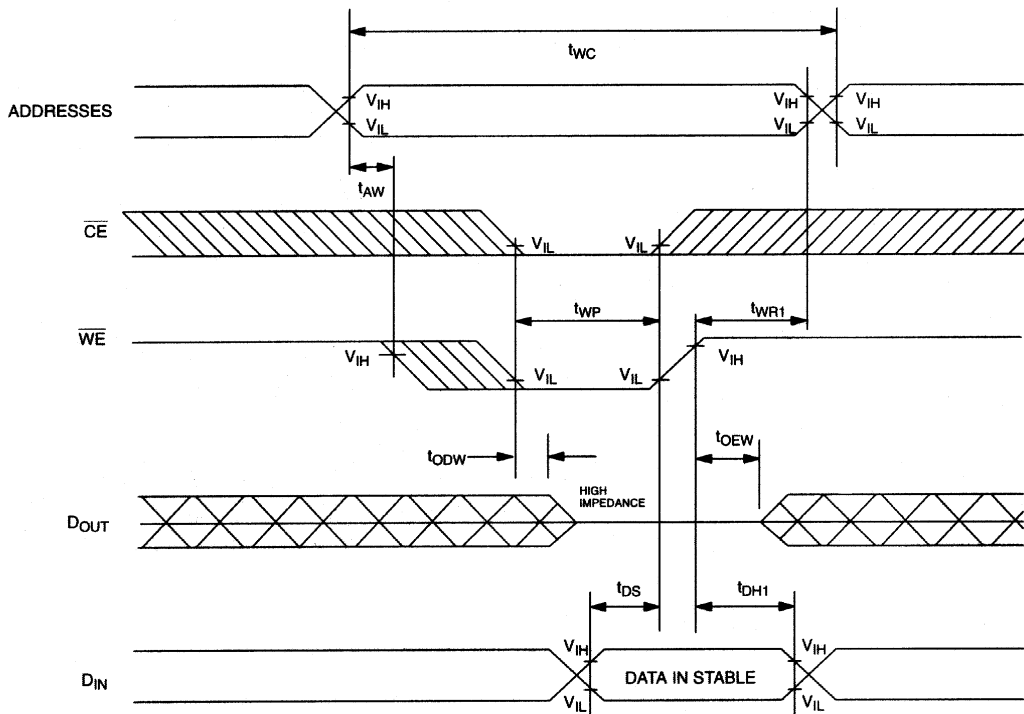 tWC
ADDRESSES
VIH
VIL
VIH
VIL
VIH
VIL
tAW
CE
VIL
VIL
tWP
tWR1
WE
VIH
VIL
VIL
VIH
tODW
tOEW
HIGH
IMPEDANCE
DOUT
tDS
tDH1
DIN
VIH
VIL
DATA IN STABLE
VIH
VIL